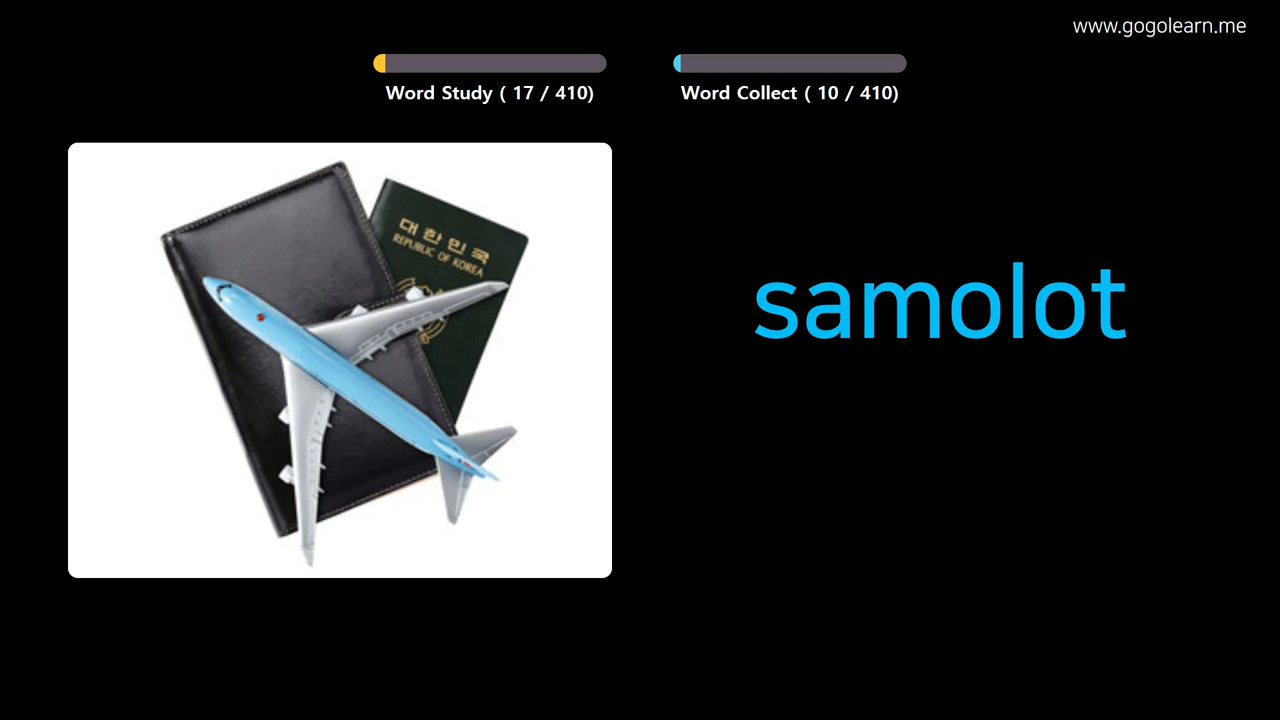 www.gogolearn.me
Word Study ( 17 / 410)
Word Collect ( 10 / 410)
대한민국
REPUBLIC OF KOREA
samolot